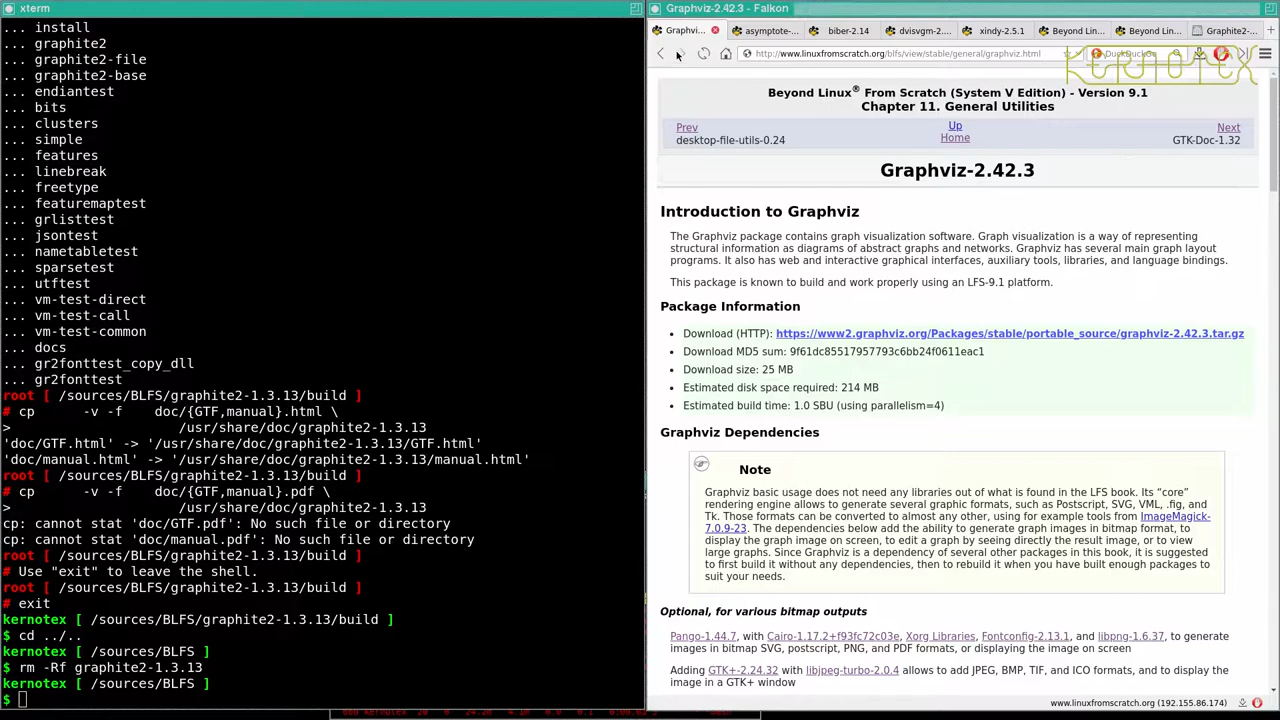 xterm
... install
... graphite2
... graphite2-file
... graphite2-base
... endiantest
... bits
... clusters
... simple
... features
... linebreak
... freetype
... featuremaptest
... grlisttest
... jsontest
... nametabletest
... sparsetest
... utftest
... vm-test-direct
... vm-test-call
... vm-test-common
... docs
... gr2fonttest_copy_dll
... gr2fonttest
root [ /sources/BLFS/graphite2-1.3.13/build ]
# cp      -v -f    doc/{GTF,manual}.html \
>                     /usr/share/doc/graphite2-1.3.13
'doc/GTF.html' -> '/usr/share/doc/graphite2-1.3.13/GTF.html'
'doc/manual.html' -> '/usr/share/doc/graphite2-1.3.13/manual.html'
root [ /sources/BLFS/graphite2-1.3.13/build ]
# cp      -v -f    doc/{GTF,manual}.pdf \
>                     /usr/share/doc/graphite2-1.3.13
cp: cannot stat 'doc/GTF.pdf': No such file or directory
cp: cannot stat 'doc/manual.pdf': No such file or directory
root [ /sources/BLFS/graphite2-1.3.13/build ]
# Use "exit" to leave the shell.
root [ /sources/BLFS/graphite2-1.3.13/build ]
# exit
kernotex [ /sources/BLFS/graphite2-1.3.13/build ]
$ cd ../..
kernotex [ /sources/BLFS ]
$ rm -Rf graphite2-1.3.13
kernotex [ /sources/BLFS ]
$
Graphviz-2.42.3 - Falkon
Graphvi... asymptote-... biber-2.14 dvisvgm-2.... xindy-2.5.1 Beyond Lin... Beyond Lin... Graphite2-...
http://www.linuxfromscratch.org/blfs/view/stable/general/graphviz.html DuckDuckGo
KERNOTEX
Beyond Linux® From Scratch (System V Edition) - Version 9.1
Chapter 11. General Utilities
Prev Up Next
desktop-file-utils-0.24 Home GTK-Doc-1.32
Graphviz-2.42.3
Introduction to Graphviz
The Graphviz package contains graph visualization software. Graph visualization is a way of representing
structural information as diagrams of abstract graphs and networks. Graphviz has several main graph layout
programs. It also has web and interactive graphical interfaces, auxiliary tools, libraries, and language bindings.
This package is known to build and work properly using an LFS-9.1 platform.
Package Information
• Download (HTTP): https://www2.graphviz.org/Packages/stable/portable_source/graphviz-2.42.3.tar.gz
• Download MD5 sum: 9f61dc85517957793c6bb24f0611eac1
• Download size: 25 MB
• Estimated disk space required: 214 MB
• Estimated build time: 1.0 SBU (using parallelism=4)
Graphviz Dependencies
Note
Graphviz basic usage does not need any libraries out of what is found in the LFS book. Its “core”
rendering engine allows to generate several graphic formats, such as Postscript, SVG, VML, .fig, and
Tk. Those formats can be converted to almost any other, using for example tools from ImageMagick-
7.0.9-23. The dependencies below add the ability to generate graph images in bitmap format, to
display the graph image on screen, to edit a graph by seeing directly the result image, or to view
large graphs. Since Graphviz is a dependency of several other packages in this book, it is suggested
to first build it without any dependencies, then to rebuild it when you have built enough packages to
suit your needs.
Optional, for various bitmap outputs
Pango-1.44.7, with Cairo-1.17.2+f93fc72c03e, Xorg Libraries, Fontconfig-2.13.1, and libpng-1.6.37, to generate
images in bitmap SVG, postscript, PNG, and PDF formats, or displaying the image on screen
Adding GTK+-2.24.32 with libjpeg-turbo-2.0.4 allows to add JPEG, BMP, TIF, and ICO formats, and to display the
image in a GTK+ window
www.linuxfromscratch.org (192.155.86.174)